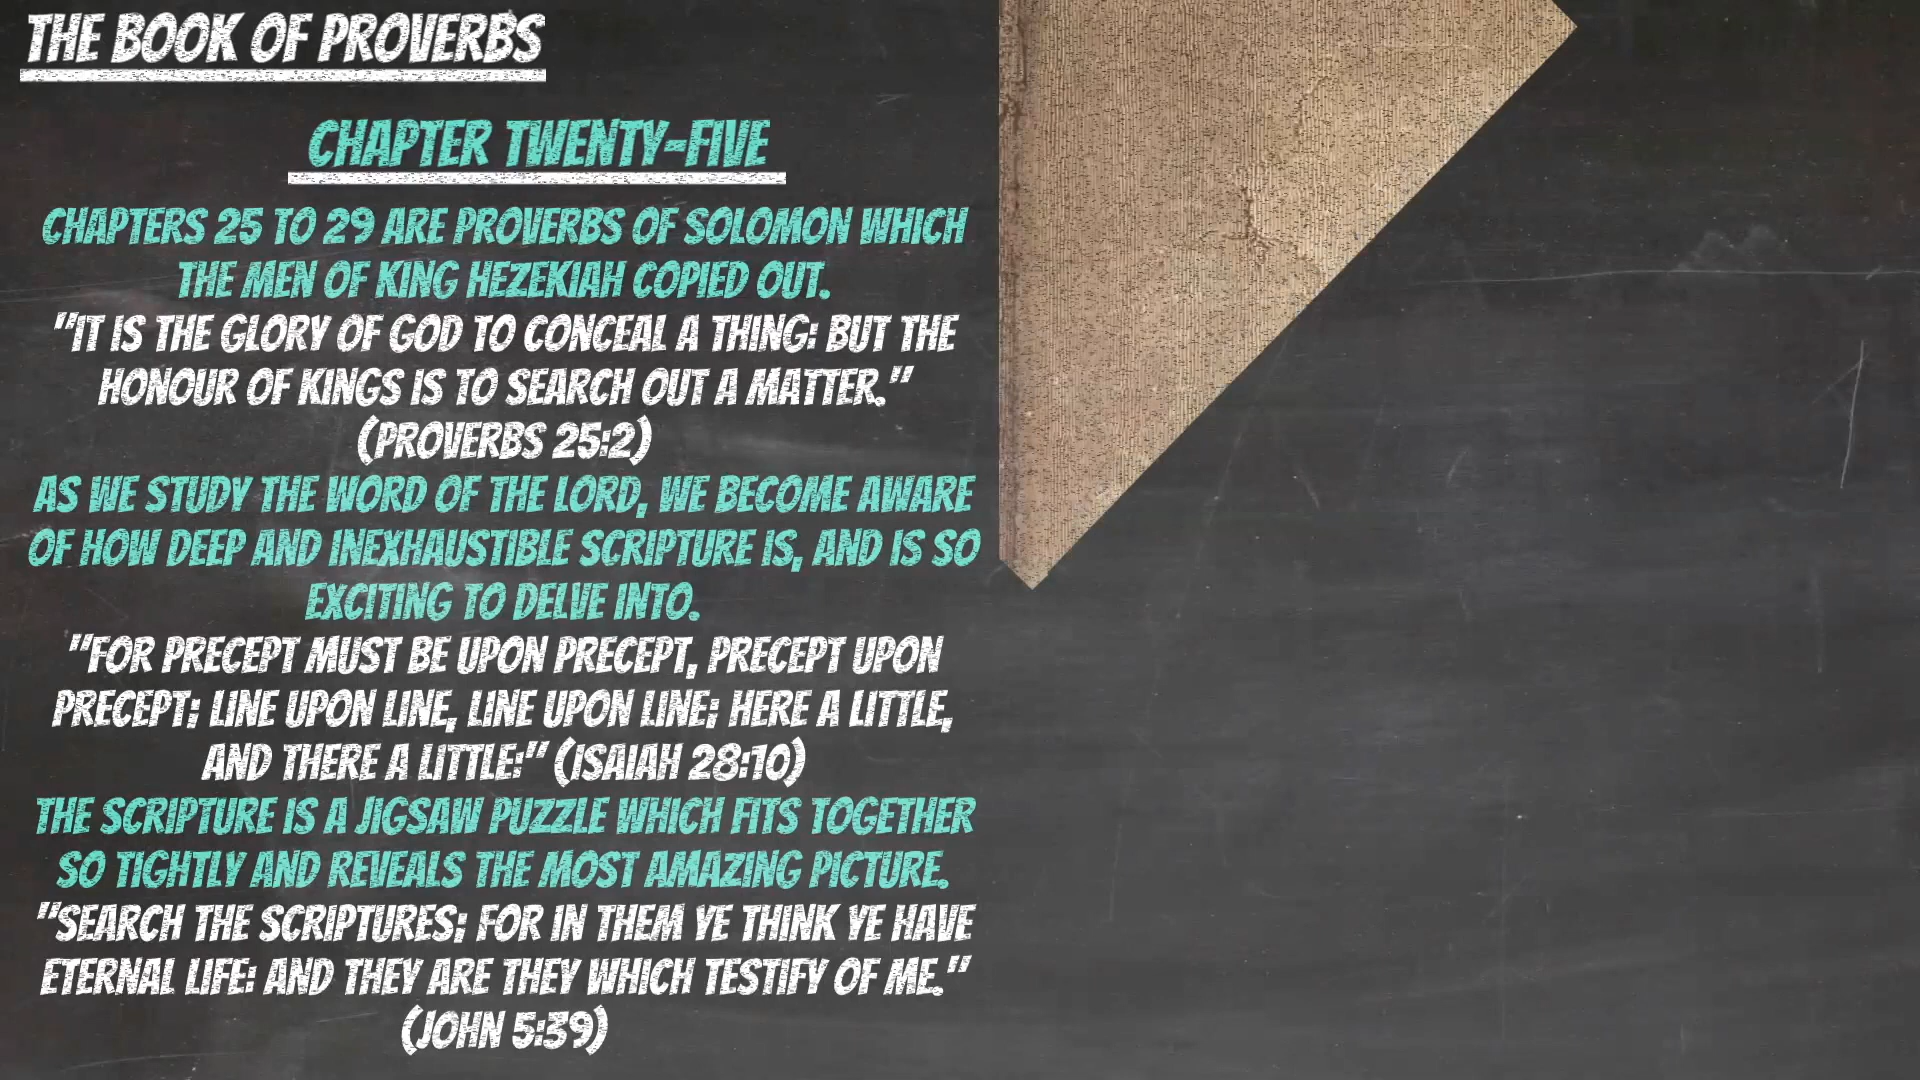 THE BOOK OF PROVERBS
CHAPTER TWENTY-FIVE
CHAPTERS 25 TO 29 ARE PROVERBS OF SOLOMON WHICH
THE MEN OF KING HEZEKIAH COPIED OUT.
"IT IS THE GLORY OF GOD TO CONCEAL A THING: BUT THE
HONOUR OF KINGS IS TO SEARCH OUT A MATTER."
(PROVERBS 25:2)
AS WE STUDY THE WORD OF THE LORD, WE BECOME AWARE
OF HOW DEEP AND INEXHAUSTIBLE SCRIPTURE IS, AND IS SO
EXCITING TO DELVE INTO.
"FOR PRECEPT MUST BE UPON PRECEPT, PRECEPT UPON
PRECEPT; LINE UPON LINE, LINE UPON LINE; HERE A LITTLE,
AND THERE A LITTLE:" (ISAIAH 28:10)
THE SCRIPTURE IS A JIGSAW PUZZLE WHICH FITS TOGETHER
SO TIGHTLY AND REVEALS THE MOST AMAZING PICTURE.
"SEARCH THE SCRIPTURES; FOR IN THEM YE THINK YE HAVE
ETERNAL LIFE: AND THEY ARE THEY WHICH TESTIFY OF ME."
(JOHN 5:39)